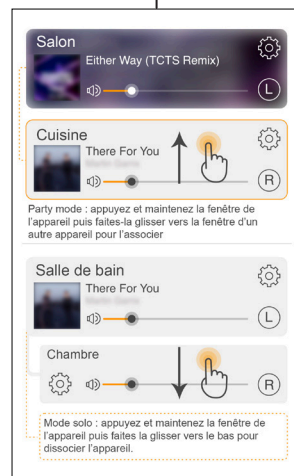 Salon
Either Way (TCTS Remix)
L
Cuisine
There For You
R
Party mode : appuyez et maintenez la fenêtre de
l'appareil puis faites-la glisser vers la fenêtre d'un
autre appareil pour l'associer
Salle de bain
There For You
L
Chambre
R
Mode solo : appuyez et maintenez la fenêtre de
l'appareil puis faites la glisser vers le bas pour
dissocier l'appareil.